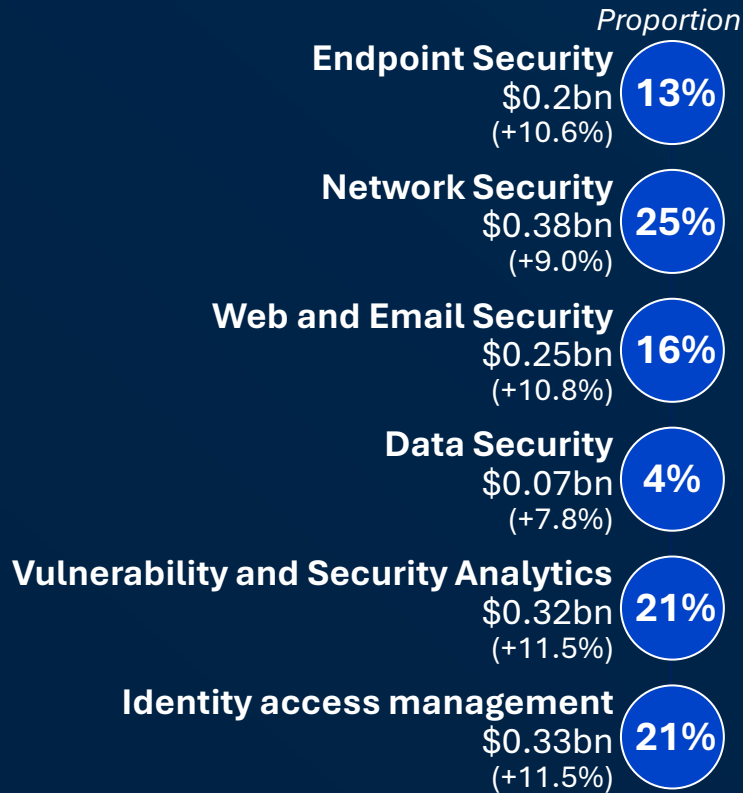 Proportion
Endpoint Security
$0.2bn
(+10.6%)
13%
Network Security
$0.38bn
(+9.0%)
25%
Web and Email Security
$0.25bn
(+10.8%)
16%
Data Security
$0.07bn
(+7.8%)
4%
Vulnerability and Security Analytics
$0.32bn
(+11.5%)
21%
Identity access management
$0.33bn
(+11.5%)
21%